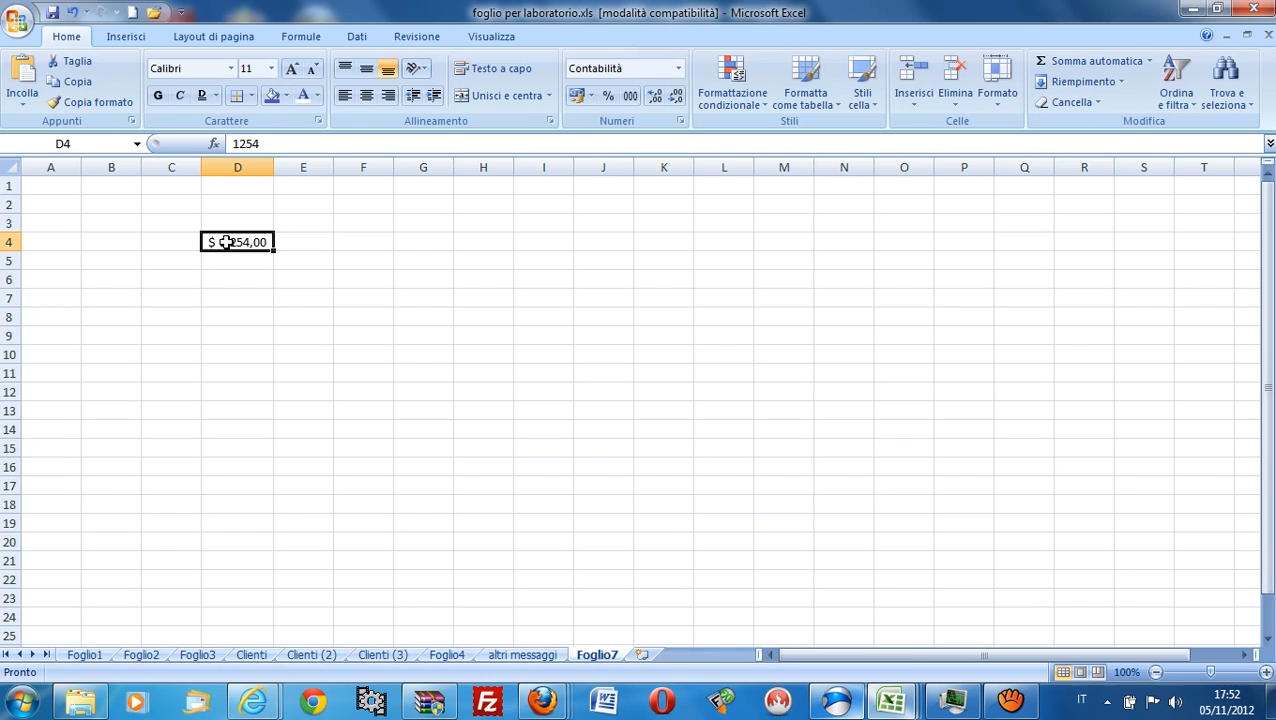 foglio per laboratorio.xls [modalità compatibilità] - Microsoft Excel
Home Inserisci Layout di pagina Formule Dati Revisione Visualizza
Incolla Taglia Copia Copia formato
Appunti
Calibri 11
G C D A A A
Carattere
Testo a capo
Unisci e centra
Allineamento
Contabilità
% 000
Numeri
Formattazione condizionale
Formatta come tabella
Stili cella
Stili
Inserisci Elimina Formato
Celle
Σ Somma automatica
Riempimento
Cancella
Ordina e filtra
Trova e seleziona
Modifica
D4 fx 1254
A B C D E F G H I J K L M N O P Q R S T
1
2
3
4 $ 254,00
5
6
7
8
9
10
11
12
13
14
15
16
17
18
19
20
21
22
23
24
25
Foglio1 Foglio2 Foglio3 Clienti Clienti (2) Clienti (3) Foglio4 altri messaggi Foglio7
Pronto 100%
IT 17:52
05/11/2012